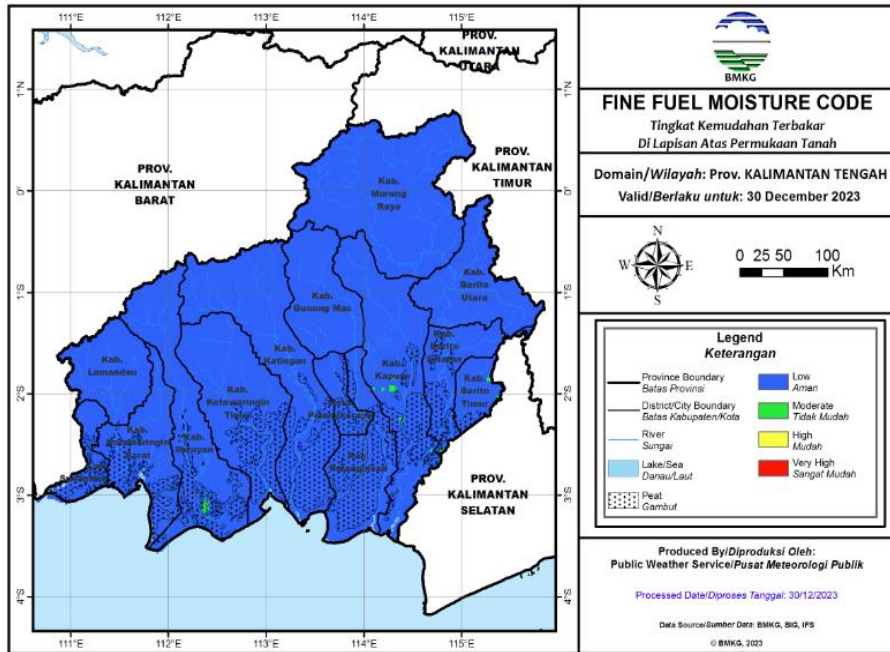 111°E 112°E 113°E 114°E 115°E
PROV.
KALIMANTAN
UTARA
1°N
PROV.
KALIMANTAN
BARAT
PROV.
KALIMANTAN
TIMUR
Kab.
Murung
Raya
0°
Kab.
Barito
Utara
1°S
Kab.
Gunung Mas
Kab.
Barito
Kab.
Lamandau
Kab.
Katingan
Kab.
Kapuas
Kab.
Barito
Timur
2°S
Kab.
Kotawaringin
Timur
Kab.
Kotawaringin
Barat
Kab.
Seruyan
3°S
PROV.
KALIMANTAN
SELATAN
4°S
111°E 112°E 113°E 114°E 115°E
BMKG
FINE FUEL MOISTURE CODE
Tingkat Kemudahan Terbakar
Di Lapisan Atas Permukaan Tanah
Domain/Wilayah: Prov. KALIMANTAN TENGAH
Valid/Berlaku untuk: 30 December 2023
N
W E
S
0 25 50 100
Km
Legend
Keterangan
Province Boundary
Batas Provinsi
District/City Boundary
Batas Kabupaten/Kota
River
Sungai
Lake/Sea
Danau/Laut
Peat
Gambut
Low
Aman
Moderate
Tidak Mudah
High
Mudah
Very High
Sangat Mudah
Produced By/Diproduksi Oleh:
Public Weather Service/Pusat Meteorologi Publik
Processed Date/Diproses Tanggal: 30/12/2023
Data Source/Sumber Data: BMKG, BIG, IFS
© BMKG, 2023